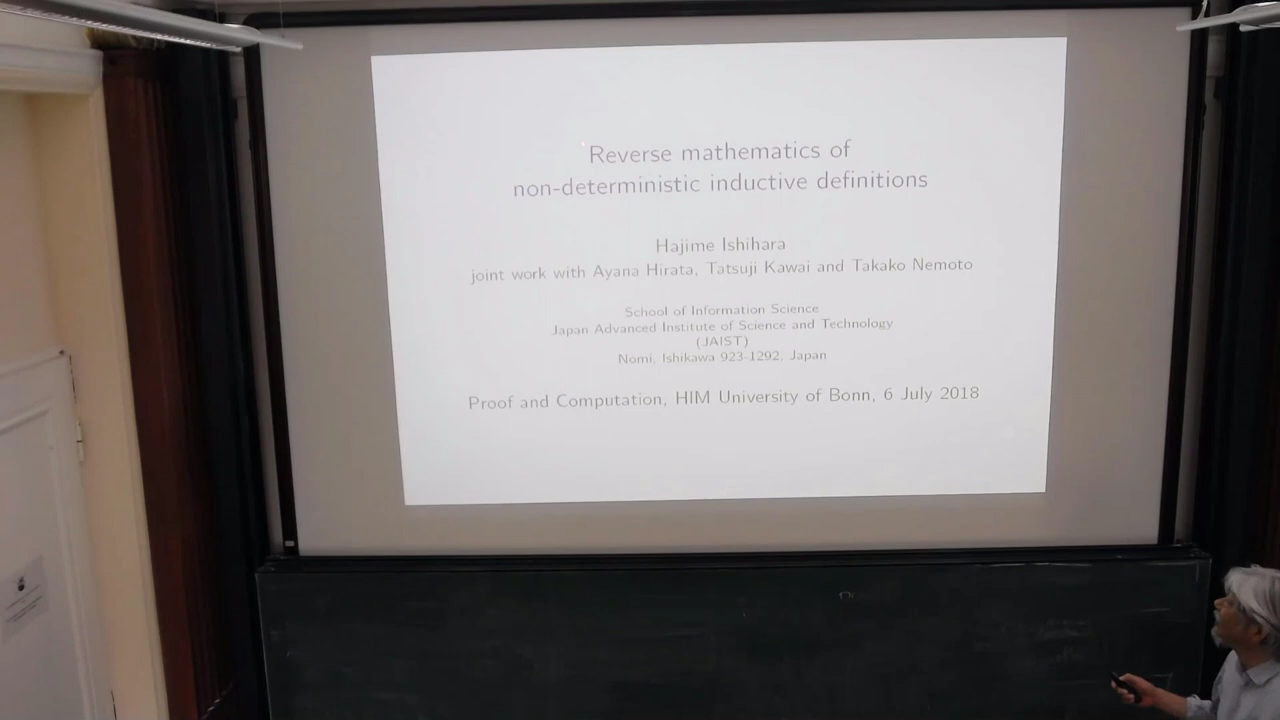 Reverse mathematics of
non-deterministic inductive definitions
Hajime Ishihara
joint work with Ayana Hirata, Tatsuji Kawai and Takako Nemoto
School of Information Science
Japan Advanced Institute of Science and Technology
(JAIST)
Nomi, Ishikawa 923-1292, Japan
Proof and Computation, HIM University of Bonn, 6 July 2018